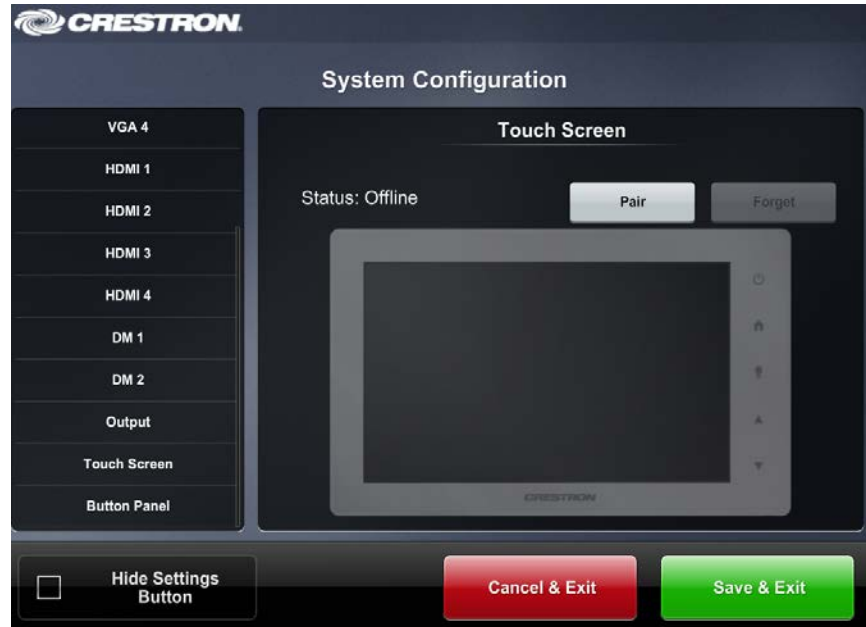 CRESTRON.
System Configuration
VGA 4
HDMI 1
HDMI 2
HDMI 3
HDMI 4
DM 1
DM 2
Output
Touch Screen
Button Panel
Touch Screen
Status: Offline
Pair
Forget
CRESTRON
Hide Settings
Button
Cancel & Exit
Save & Exit